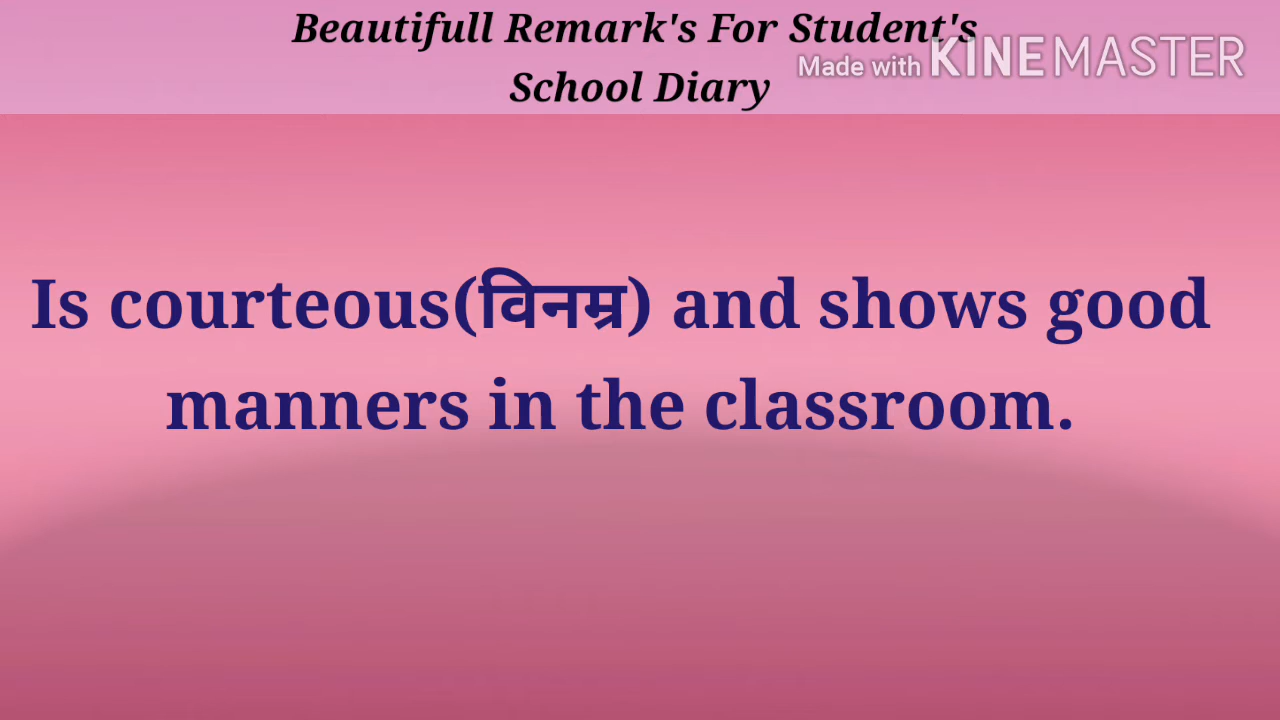 Beautifull Remark's For Student's
Made with KINEMASTER
School Diary
Is courteous(विनम्र) and shows good
manners in the classroom.